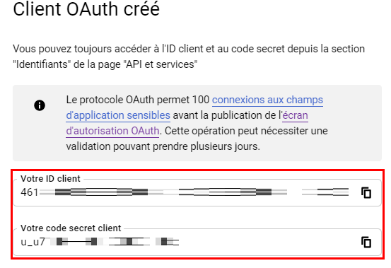 Client OAuth créé
Vous pouvez toujours accéder à l'ID client et au code secret depuis la section
"Identifiants" de la page "API et services"
Le protocole OAuth permet 100 connexions aux champs
d'application sensibles avant la publication de l'écran
d'autorisation OAuth. Cette opération peut nécessiter une
validation pouvant prendre plusieurs jours.
Votre ID client
461
Votre code secret client
u_u7